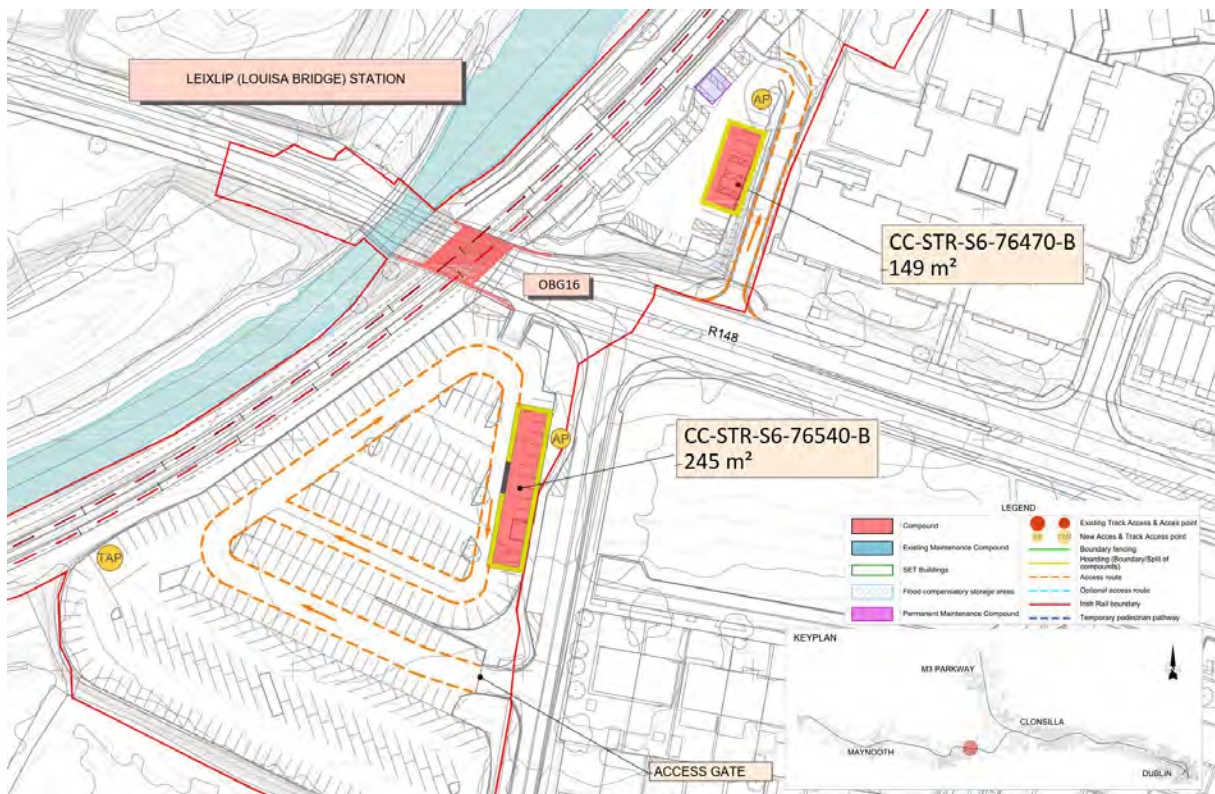 LEIXLIP (LOUISA BRIDGE) STATION
AP
CC-STR-S6-76470-B
149 m²
OBG16
R148
CC-STR-S6-76540-B
245 m²
AP
TAP
ACCESS GATE
LEGEND
Compound
Existing Maintenance Compound
SET Buildings
Flood compensatory storage areas
Permanent Maintenance Compound
Existing Track Access & Acces point
New Acces & Track Access point
Boundary fencing
Hoarding (Boundary/Split of
compounds)
Access route
Optional access route
Irish Rail boundary
Temporary pedestrian pathway
KEYPLAN
M3 PARKWAY
CLONSILLA
MAYNOOTH
DUBLIN